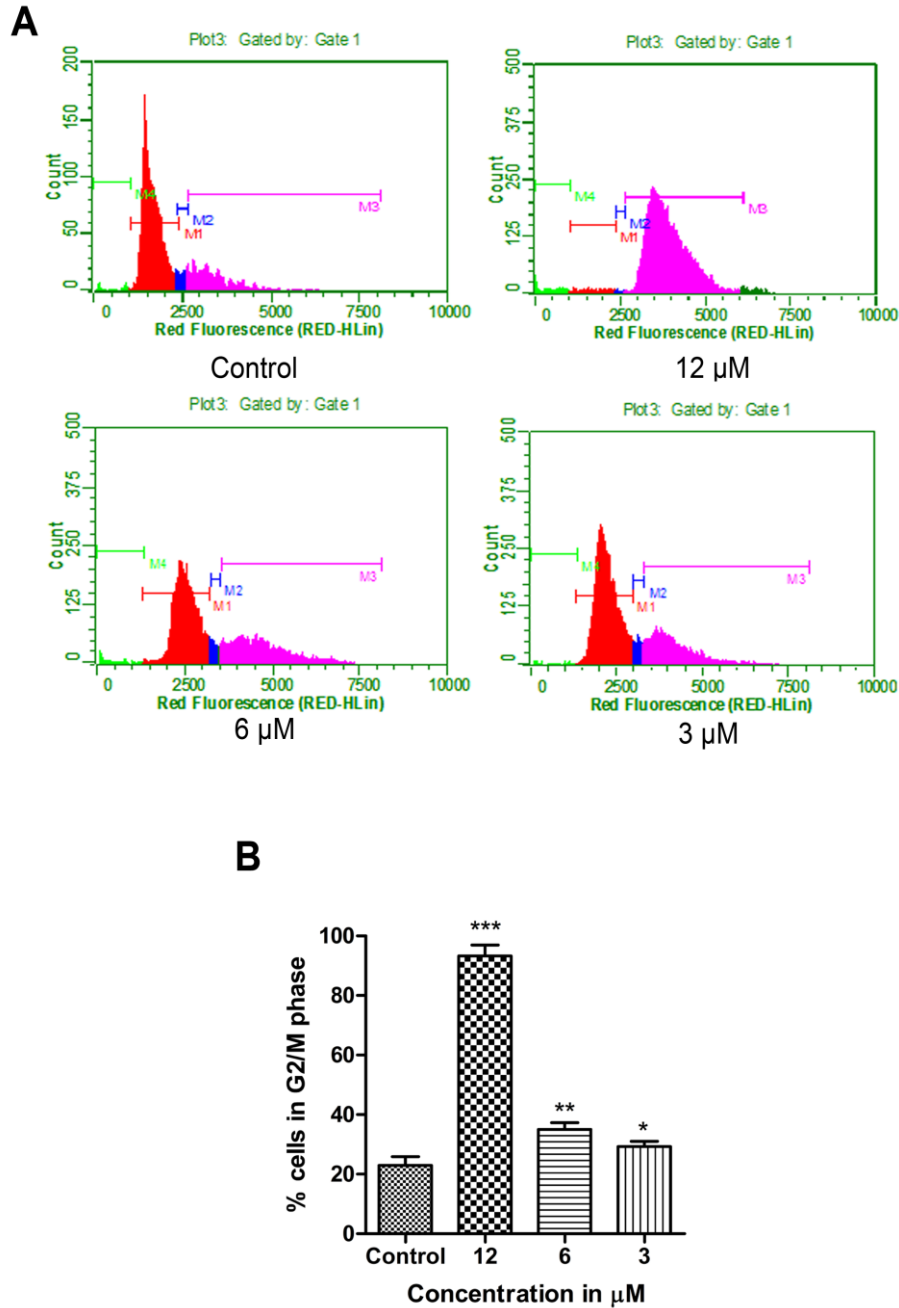 A
Plot3: Gated by: Gate 1
200
150
100
50
0
Count
M4
M2
M1
M3
0 2500 5000 7500 10000
Red Fluorescence (RED-HLin)
Control
Plot3: Gated by: Gate 1
500
375
250
125
0
Count
M4
M2
M1
M3
0 2500 5000 7500 10000
Red Fluorescence (RED-HLin)
12 µM
Plot3: Gated by: Gate 1
500
375
250
125
0
Count
M4
M2
M1
M3
0 2500 5000 7500 10000
Red Fluorescence (RED-HLin)
6 µM
Plot3: Gated by: Gate 1
500
375
250
125
0
Count
M4
M2
M1
M3
0 2500 5000 7500 10000
Red Fluorescence (RED-HLin)
3 µM
B
% cells in G2/M phase
100
80
60
40
20
0
***
**
*
Control 12 6 3
Concentration in µM